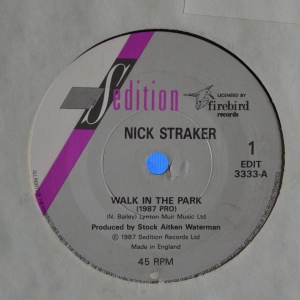 Sedition
LICENSED BY
firebird
records
NICK STRAKER
1
EDIT
3333-A
WALK IN THE PARK
(1987 PRO)
(N. Bailey) Lynton Muir Music Ltd
Produced by Stock Aitken Waterman
℗ © 1987 Sedition Records Ltd
Made in England
45 RPM